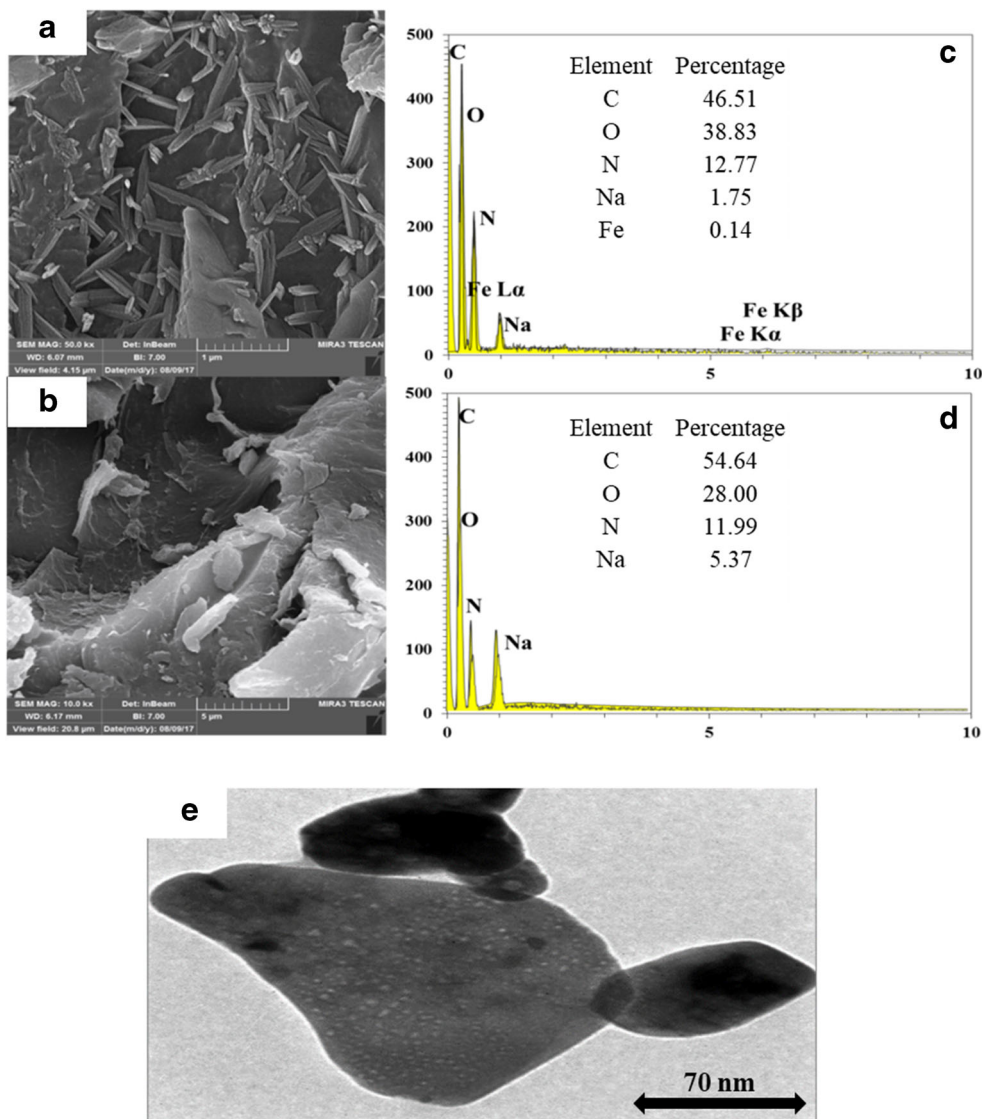 a
SEM MAG: 50.0 kx Det: InBeam MIRA3 TESCAN
WD: 6.07 mm BI: 7.00 1 µm
View field: 4.15 µm Date(m/d/y): 08/09/17
b
SEM MAG: 10.0 kx Det: InBeam MIRA3 TESCAN
WD: 6.17 mm BI: 7.00 5 µm
View field: 20.8 µm Date(m/d/y): 08/09/17
c
500
400
300
200
100
0
0 5 10
C
O
N
Fe Lα
Na
Fe Kβ
Fe Kα
Element Percentage
C 46.51
O 38.83
N 12.77
Na 1.75
Fe 0.14
d
500
400
300
200
100
0
0 5 10
C
O
N
Na
Element Percentage
C 54.64
O 28.00
N 11.99
Na 5.37
e
70 nm